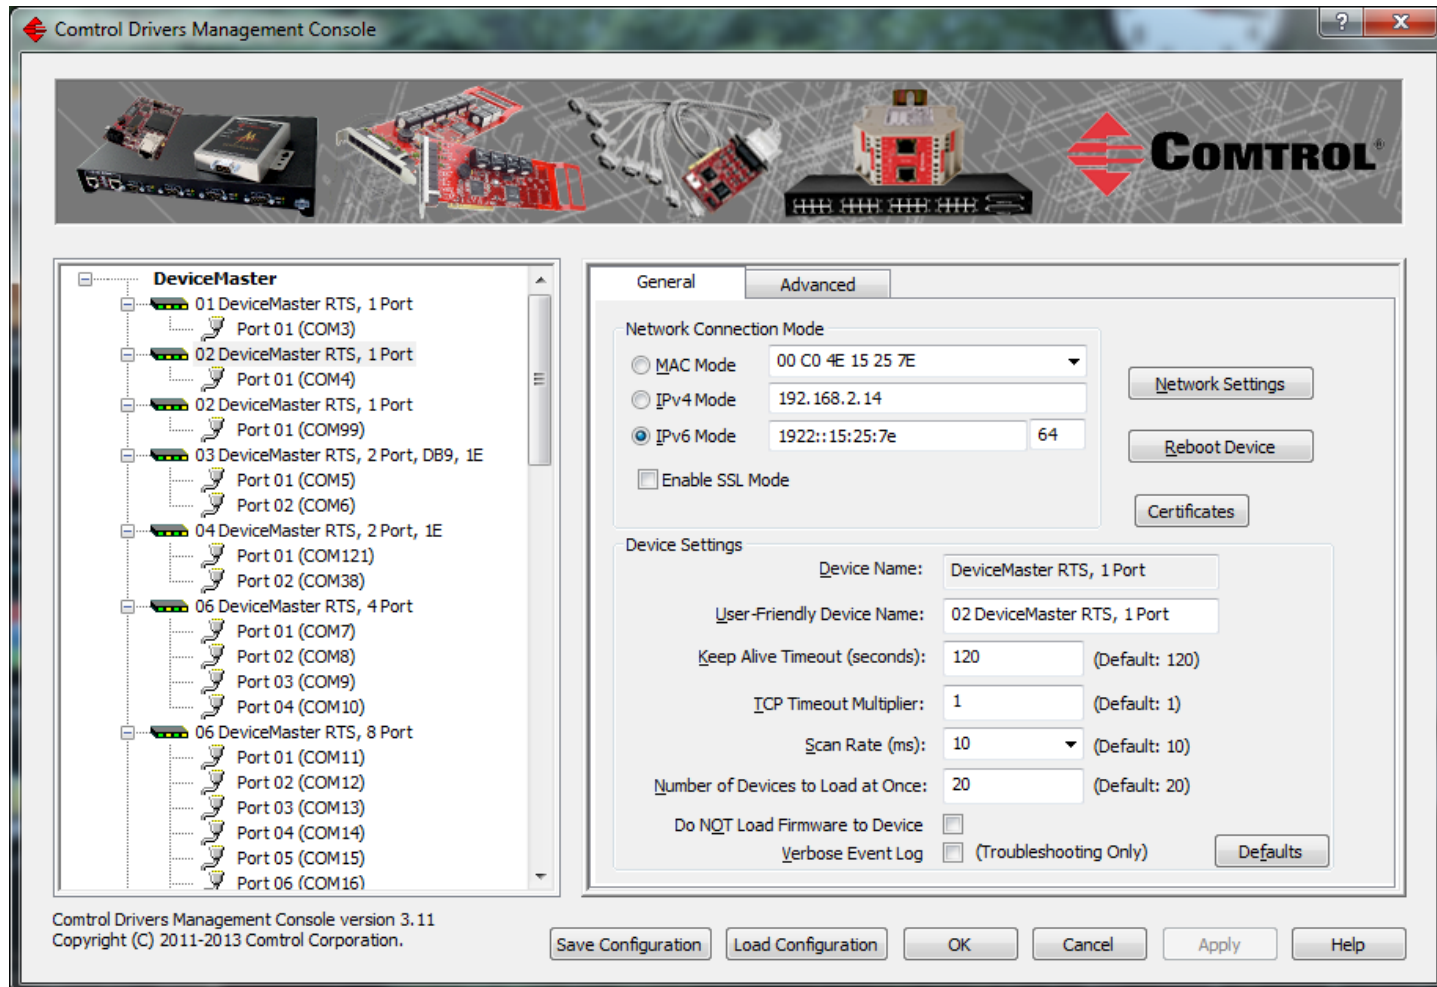 Comtrol Drivers Management Console
?
X
COMTROL®
DeviceMaster
01 DeviceMaster RTS, 1 Port
Port 01 (COM3)
02 DeviceMaster RTS, 1 Port
Port 01 (COM4)
02 DeviceMaster RTS, 1 Port
Port 01 (COM99)
03 DeviceMaster RTS, 2 Port, DB9, 1E
Port 01 (COM5)
Port 02 (COM6)
04 DeviceMaster RTS, 2 Port, 1E
Port 01 (COM121)
Port 02 (COM38)
06 DeviceMaster RTS, 4 Port
Port 01 (COM7)
Port 02 (COM8)
Port 03 (COM9)
Port 04 (COM10)
06 DeviceMaster RTS, 8 Port
Port 01 (COM11)
Port 02 (COM12)
Port 03 (COM13)
Port 04 (COM14)
Port 05 (COM15)
Port 06 (COM16)
General
Advanced
Network Connection Mode
MAC Mode 00 C0 4E 15 25 7E
IPv4 Mode 192.168.2.14
IPv6 Mode 1922::15:25:7e 64
Enable SSL Mode
Network Settings
Reboot Device
Certificates
Device Settings
Device Name: DeviceMaster RTS, 1 Port
User-Friendly Device Name: 02 DeviceMaster RTS, 1 Port
Keep Alive Timeout (seconds): 120 (Default: 120)
TCP Timeout Multiplier: 1 (Default: 1)
Scan Rate (ms): 10 (Default: 10)
Number of Devices to Load at Once: 20 (Default: 20)
Do NOT Load Firmware to Device
Verbose Event Log (Troubleshooting Only)
Defaults
Comtrol Drivers Management Console version 3.11
Copyright (C) 2011-2013 Comtrol Corporation.
Save Configuration
Load Configuration
OK
Cancel
Apply
Help